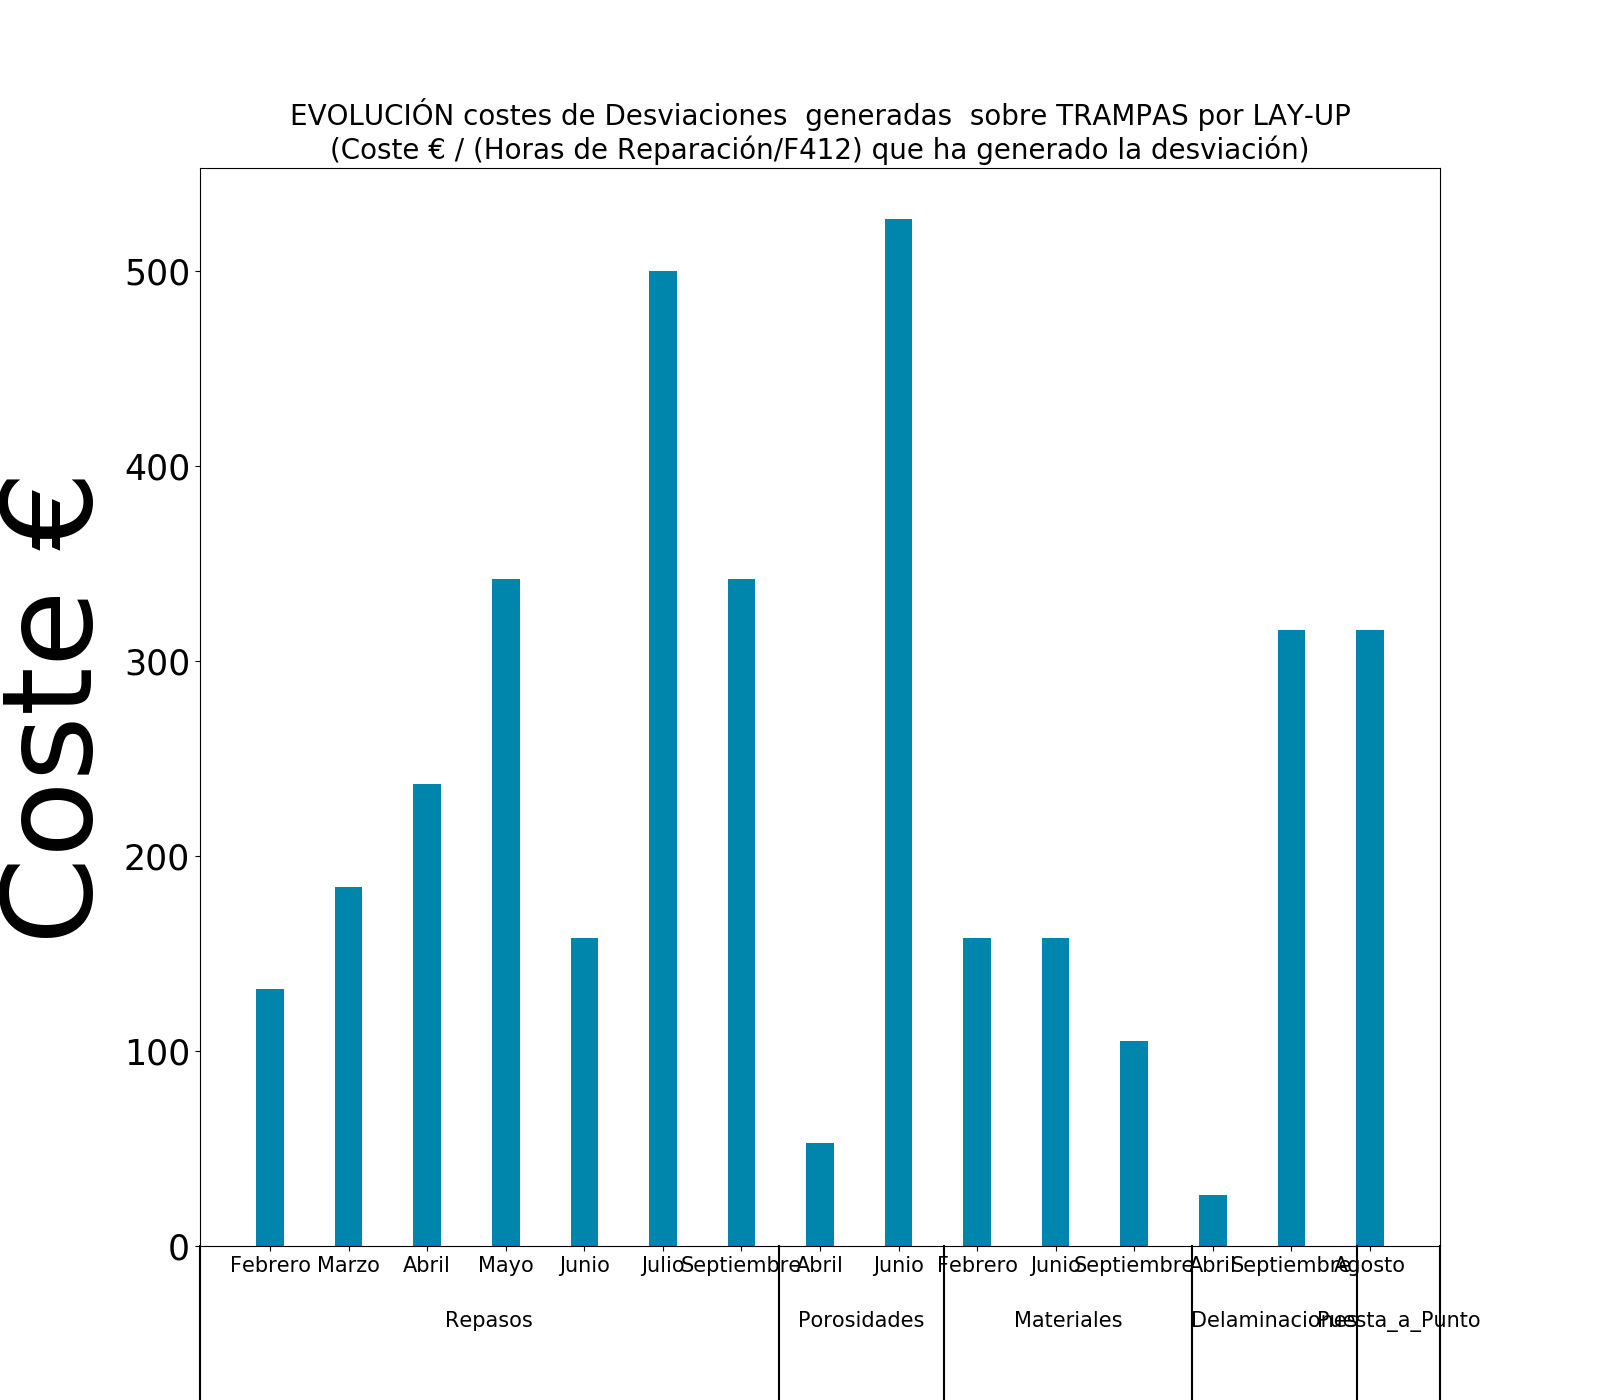 EVOLUCIÓN costes de Desviaciones  generadas  sobre TRAMPAS por LAY-UP
(Coste € / (Horas de Reparación/F412) que ha generado la desviación)
Coste €
500
400
300
200
100
0
Febrero Marzo Abril Mayo Junio Julio Septiembre Abril Junio Febrero Junio Septiembre Abril Septiembre Agosto
Repasos Porosidades Materiales Delaminaciones Puesta_a_Punto